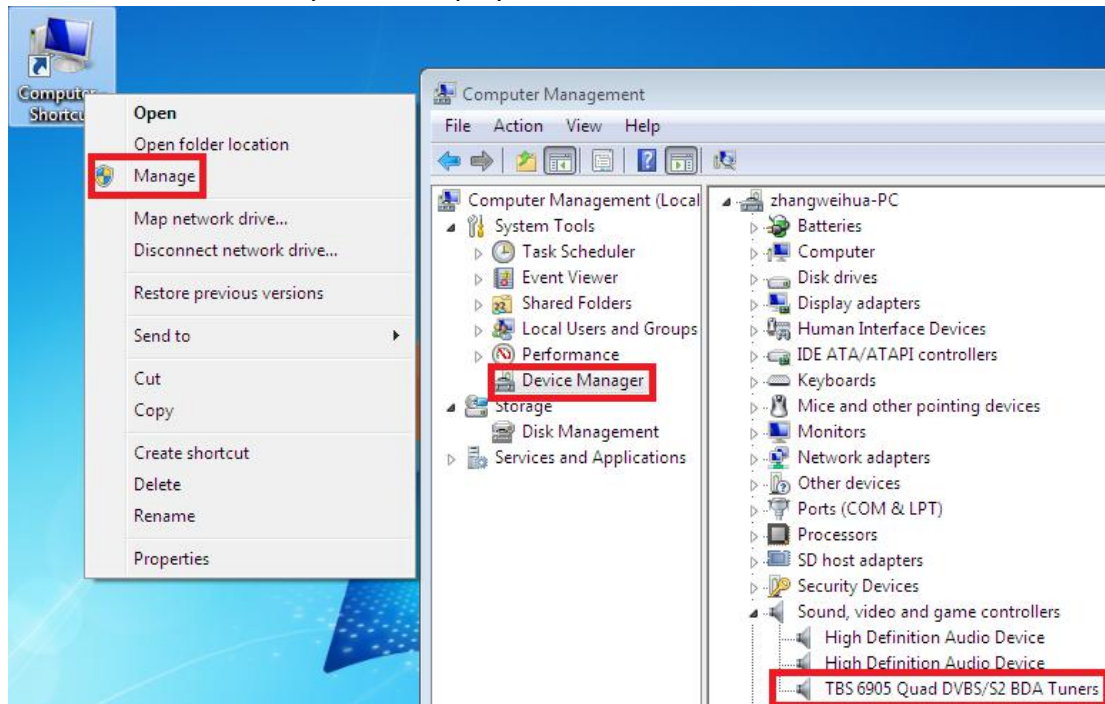 Computer -
Shortcu
Open
Open folder location
Manage
Map network drive...
Disconnect network drive...
Restore previous versions
Send to
Cut
Copy
Create shortcut
Delete
Rename
Properties
Computer Management
File Action View Help
Computer Management (Local
System Tools
Task Scheduler
Event Viewer
Shared Folders
Local Users and Groups
Performance
Device Manager
Storage
Disk Management
Services and Applications
zhangweihua-PC
Batteries
Computer
Disk drives
Display adapters
Human Interface Devices
IDE ATA/ATAPI controllers
Keyboards
Mice and other pointing devices
Monitors
Network adapters
Other devices
Ports (COM & LPT)
Processors
SD host adapters
Security Devices
Sound, video and game controllers
High Definition Audio Device
High Definition Audio Device
TBS 6905 Quad DVBS/S2 BDA Tuners